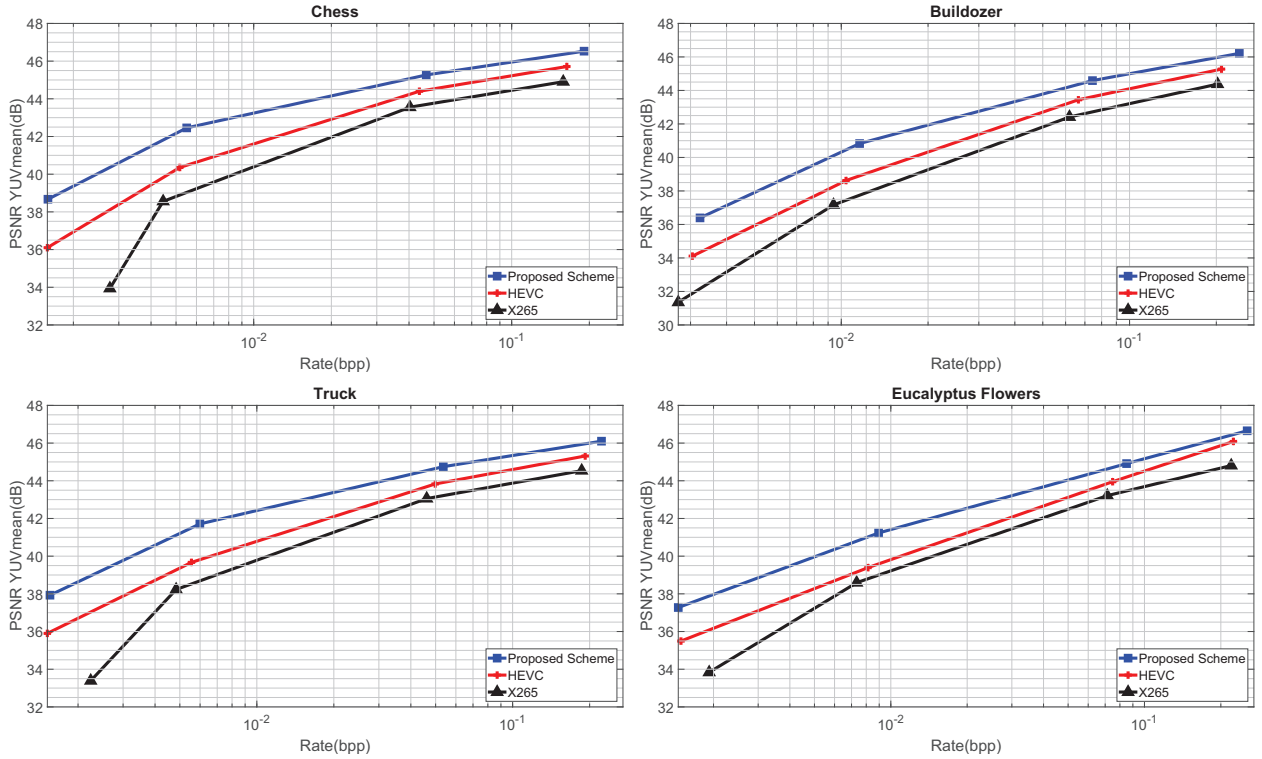 Chess
PSNR YUVmean(dB)
48
46
44
42
40
38
36
34
32
10-2
10-1
Rate(bpp)
Proposed Scheme
HEVC
X265
Buildozer
PSNR YUVmean(dB)
48
46
44
42
40
38
36
34
32
30
10-2
10-1
Rate(bpp)
Proposed Scheme
HEVC
X265
Truck
PSNR YUVmean(dB)
48
46
44
42
40
38
36
34
32
10-2
10-1
Rate(bpp)
Proposed Scheme
HEVC
X265
Eucalyptus Flowers
PSNR YUVmean(dB)
48
46
44
42
40
38
36
34
32
10-2
10-1
Rate(bpp)
Proposed Scheme
HEVC
X265